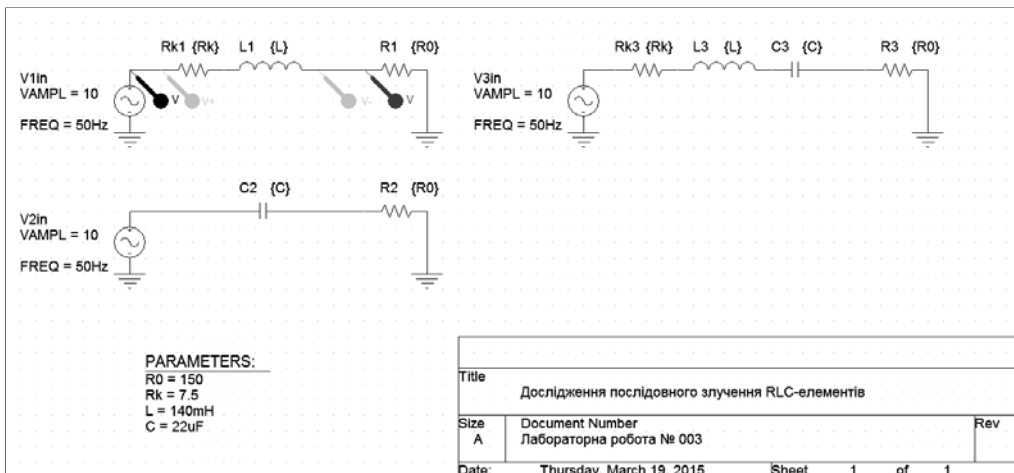 Rk1 {Rk} L1 {L} R1 {R0}
V1in
VAMPL = 10
FREQ = 50Hz
V V+ V- V
Rk3 {Rk} L3 {L} C3 {C} R3 {R0}
V3in
VAMPL = 10
FREQ = 50Hz
C2 {C} R2 {R0}
V2in
VAMPL = 10
FREQ = 50Hz
PARAMETERS:
R0 = 150
Rk = 7.5
L = 140mH
C = 22uF
Title
Дослідження послідовного злучення RLC-елементів
Size Document Number Rev
A Лабораторна робота № 003
Date: Thursday, March 19, 2015 Sheet 1 of 1